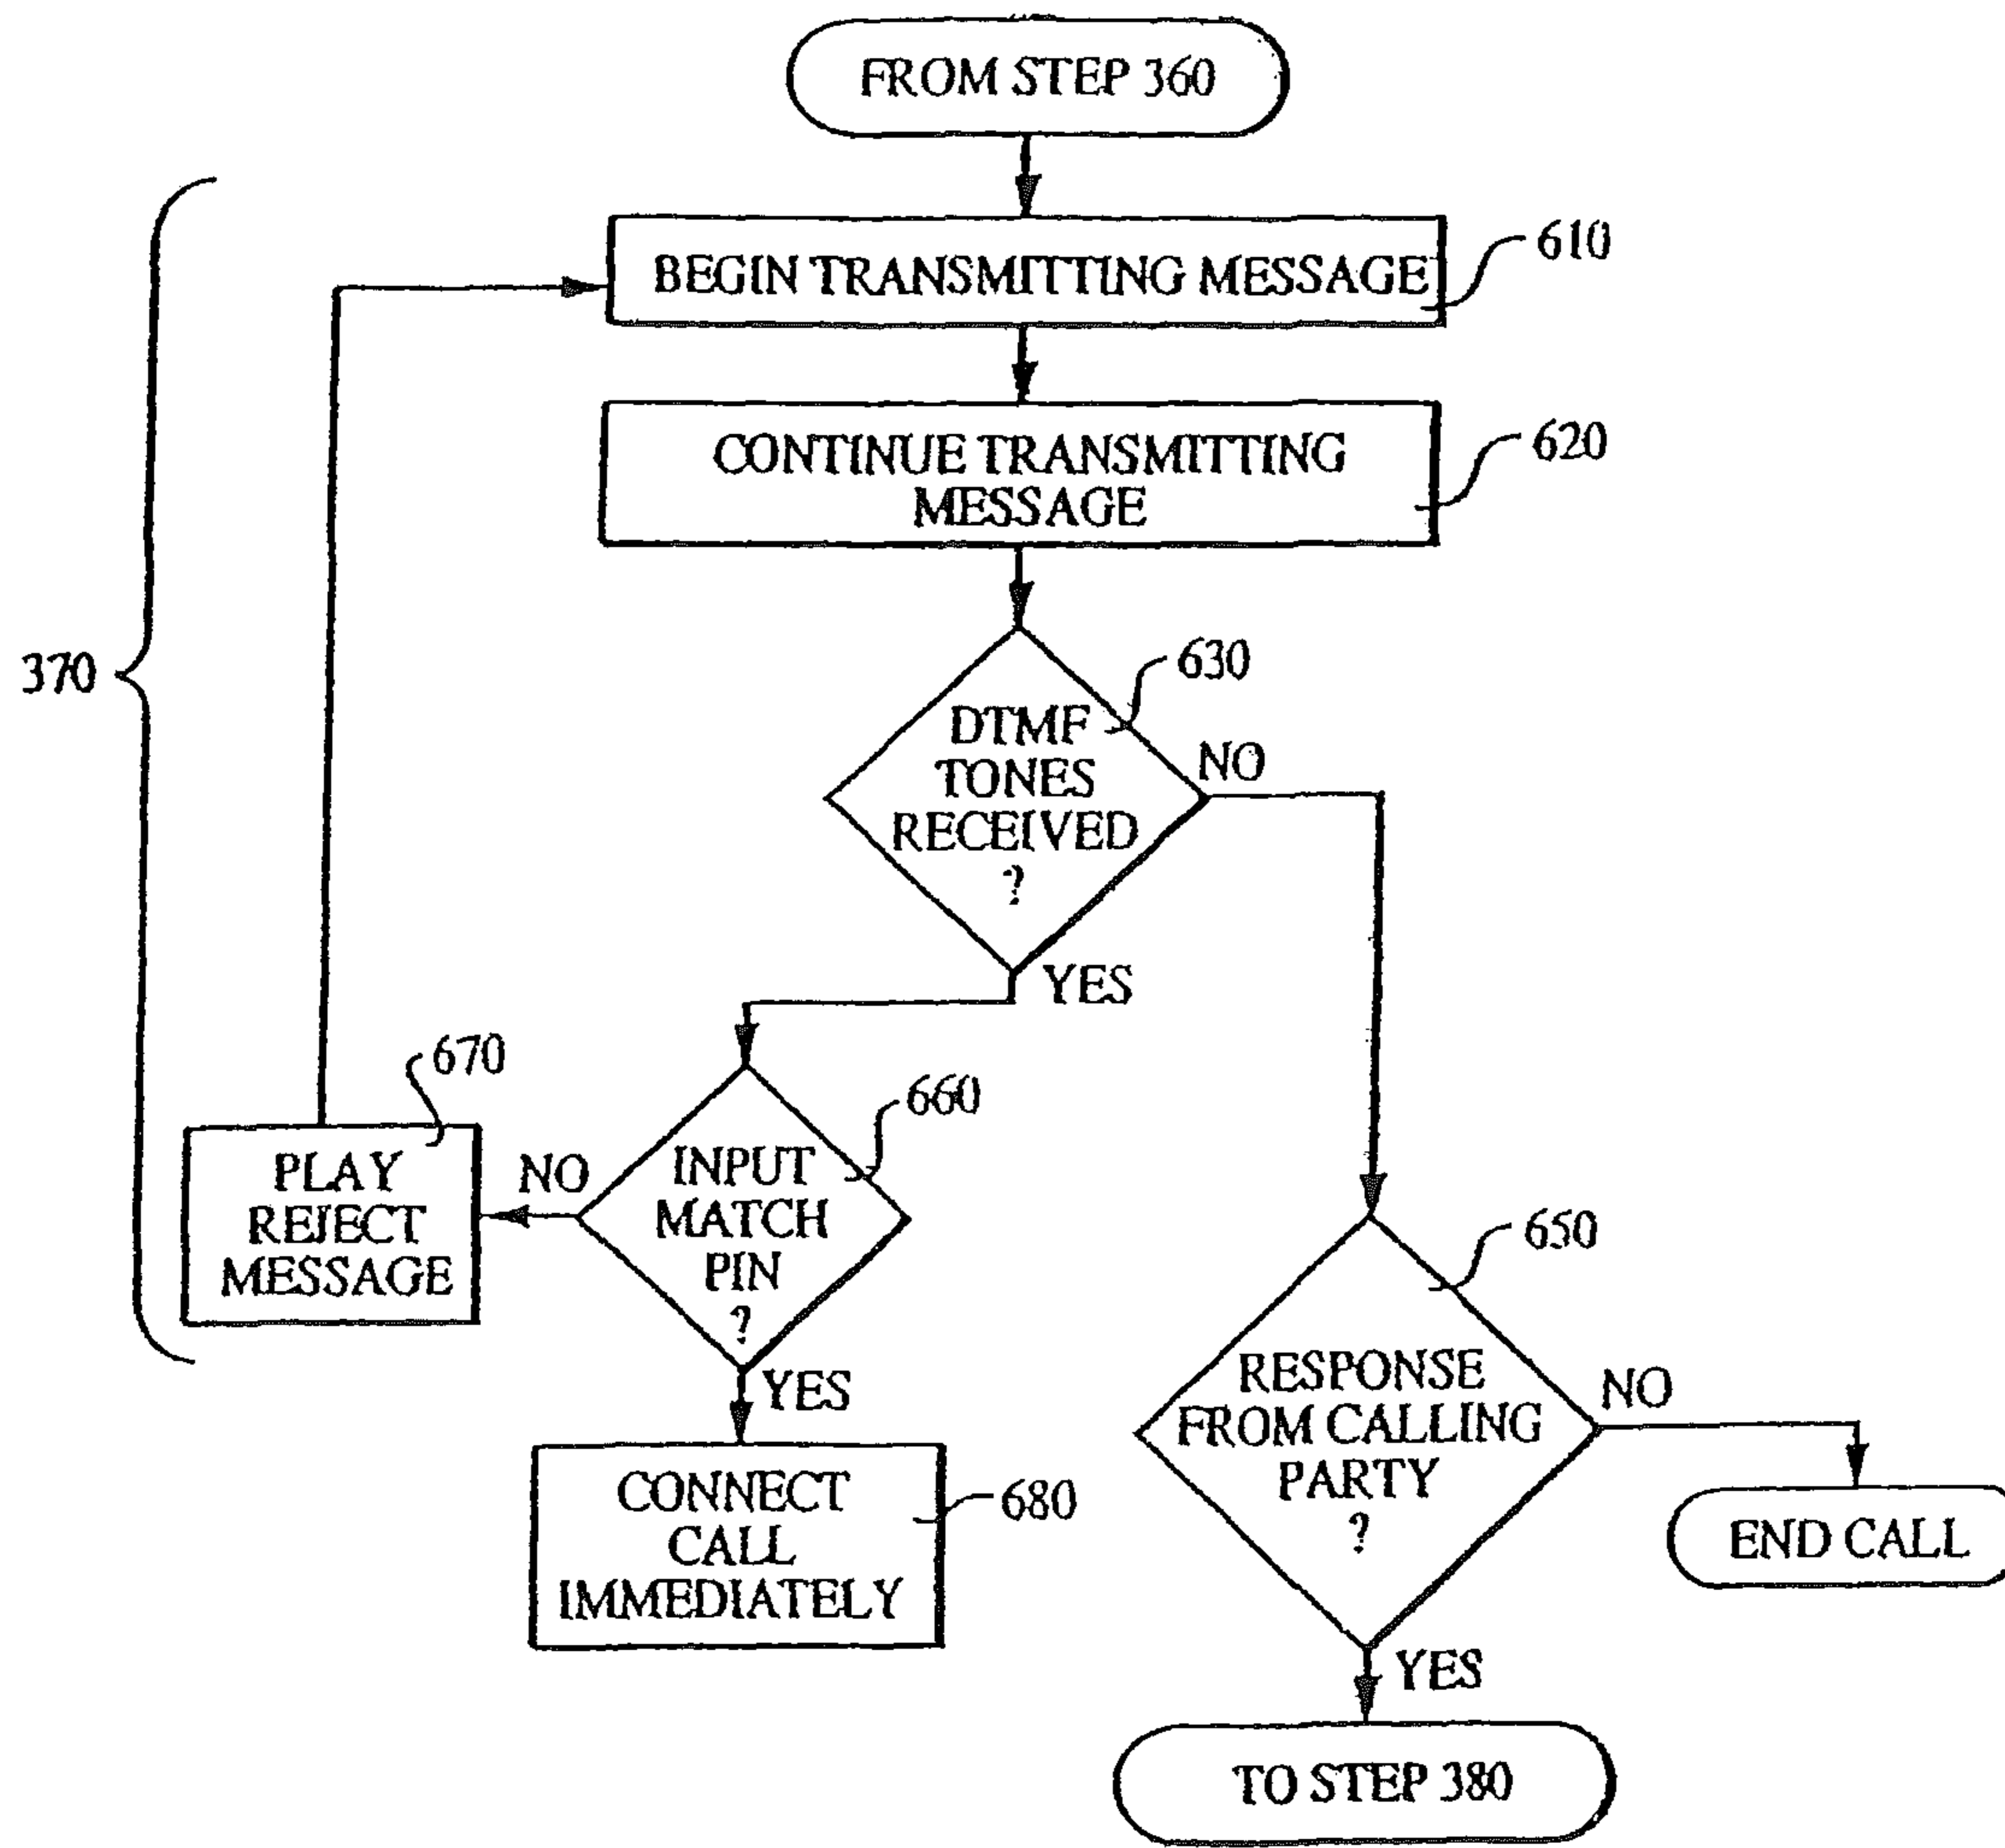 FROM STEP 360
BEGIN TRANSMITTING MESSAGE
610
CONTINUE TRANSMITTING
MESSAGE
620
370
630
DTMF
TONES
RECEIVED
?
NO
YES
670
PLAY
REJECT
MESSAGE
NO
660
INPUT
MATCH
PIN
?
YES
650
RESPONSE
FROM CALLING
PARTY
?
NO
CONNECT
CALL
IMMEDIATELY
680
END CALL
YES
TO STEP 380